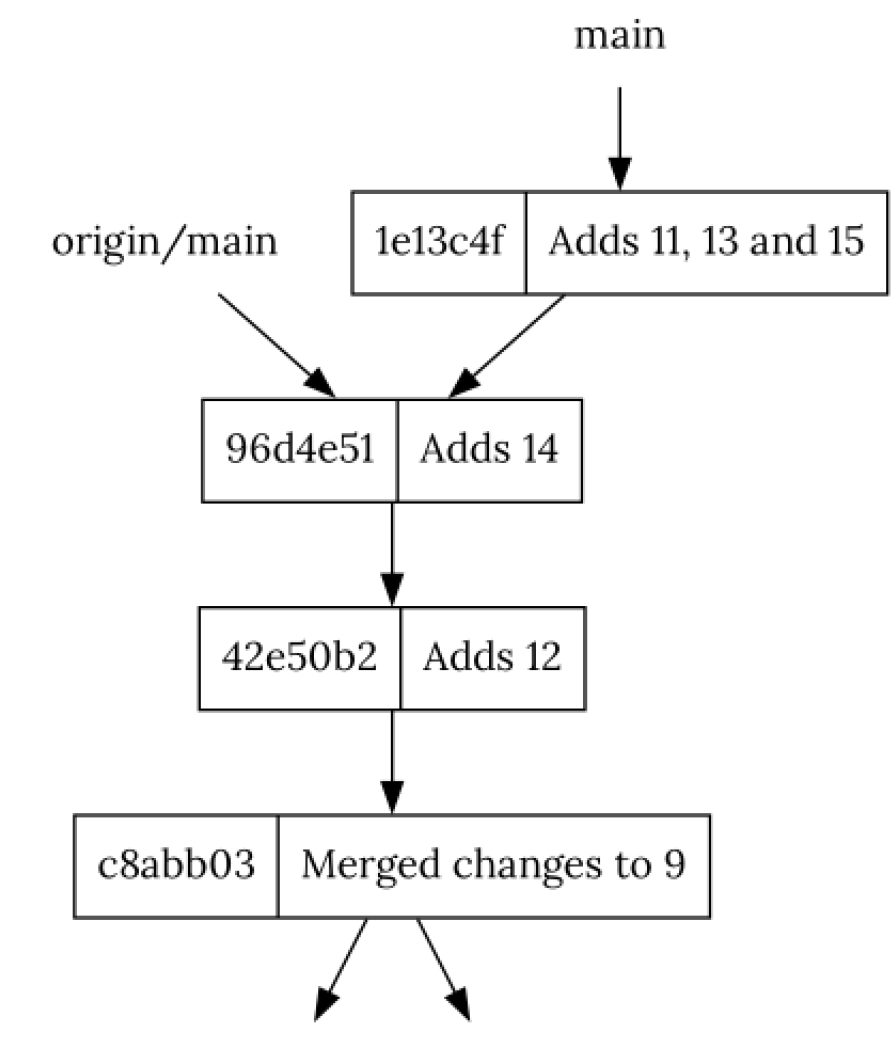 main
origin/main
1e13c4f Adds 11, 13 and 15
96d4e51 Adds 14
42e50b2 Adds 12
c8abb03 Merged changes to 9